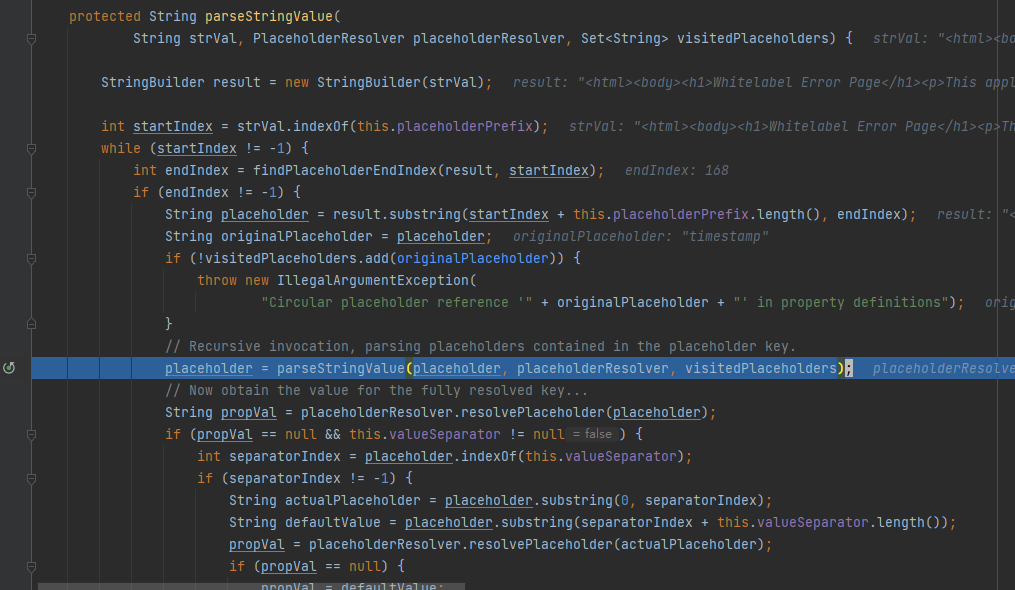 protected String parseStringValue(
String strVal, PlaceholderResolver placeholderResolver, Set<String> visitedPlaceholders) {   strVal: "<html><bo
StringBuilder result = new StringBuilder(strVal);   result: "<html><body><h1>Whitelabel Error Page</h1><p>This appl
int startIndex = strVal.indexOf(this.placeholderPrefix);   strVal: "<html><body><h1>Whitelabel Error Page</h1><p>Th
while (startIndex != -1) {
int endIndex = findPlaceholderEndIndex(result, startIndex);   endIndex: 168
if (endIndex != -1) {
String placeholder = result.substring(startIndex + this.placeholderPrefix.length(), endIndex);   result: "<
String originalPlaceholder = placeholder;   originalPlaceholder: "timestamp"
if (!visitedPlaceholders.add(originalPlaceholder)) {
throw new IllegalArgumentException(
"Circular placeholder reference '" + originalPlaceholder + "' in property definitions");   orig
}
// Recursive invocation, parsing placeholders contained in the placeholder key.
placeholder = parseStringValue(placeholder, placeholderResolver, visitedPlaceholders);   placeholderResolve
// Now obtain the value for the fully resolved key...
String propVal = placeholderResolver.resolvePlaceholder(placeholder);
if (propVal == null && this.valueSeparator != null = false ) {
int separatorIndex = placeholder.indexOf(this.valueSeparator);
if (separatorIndex != -1) {
String actualPlaceholder = placeholder.substring(0, separatorIndex);
String defaultValue = placeholder.substring(separatorIndex + this.valueSeparator.length());
propVal = placeholderResolver.resolvePlaceholder(actualPlaceholder);
if (propVal == null) {
propVal = defaultValue;